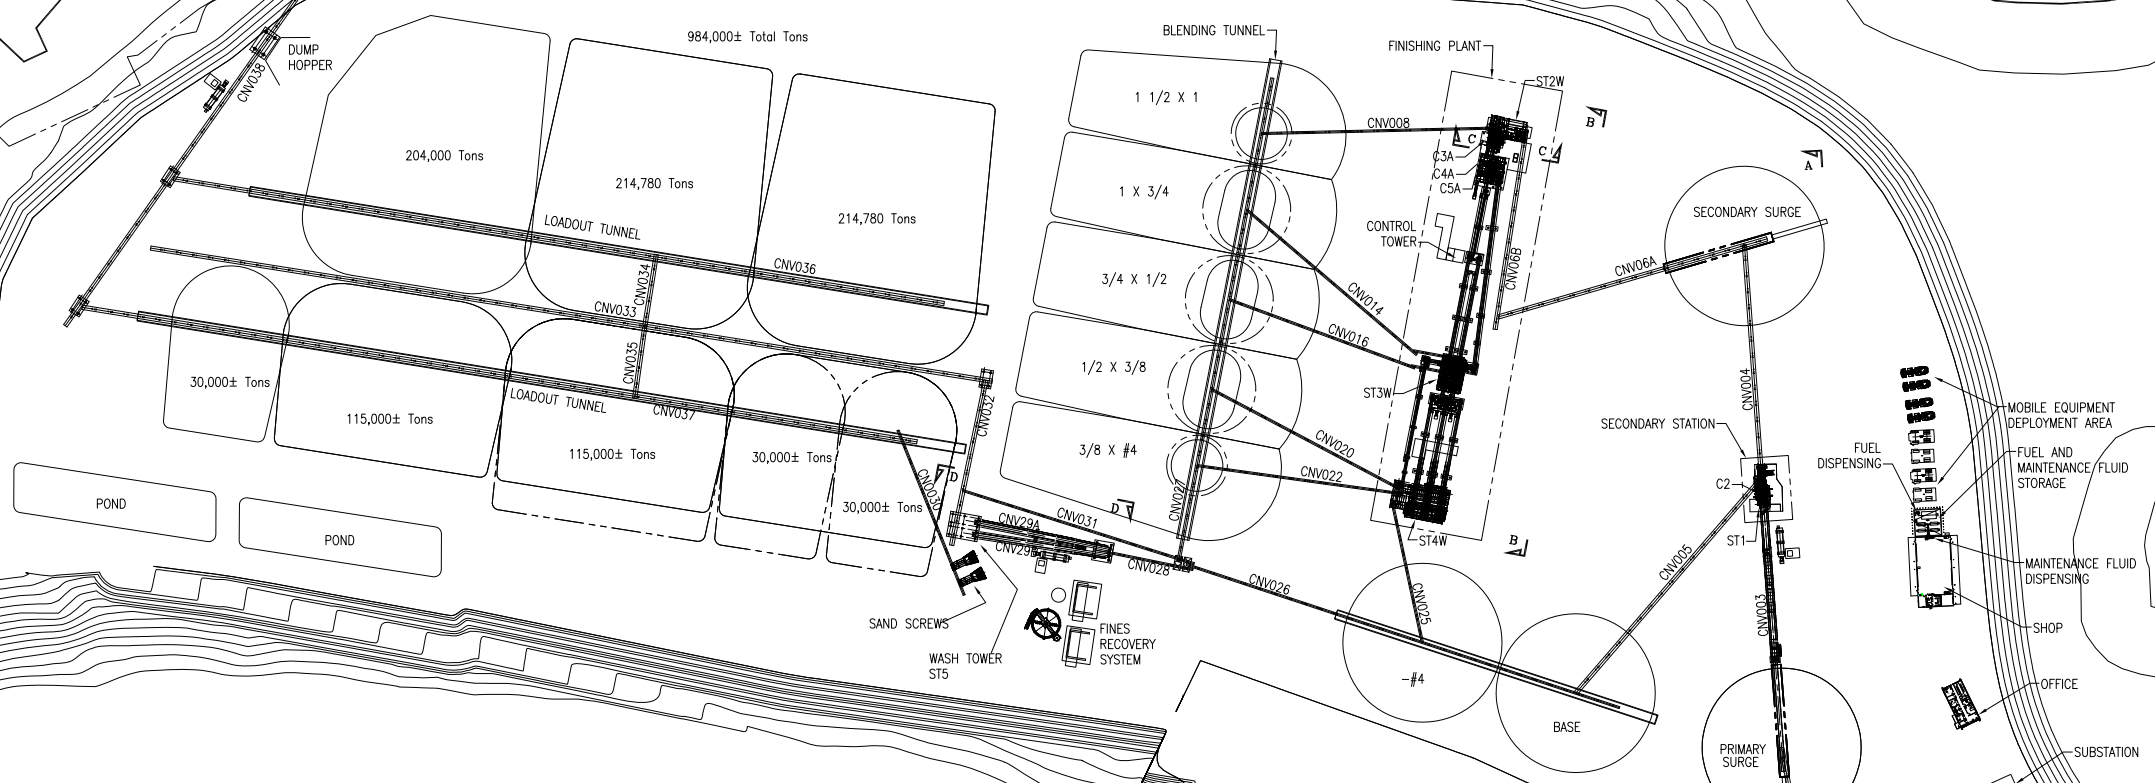 984,000± Total Tons
DUMP
HOPPER
CNV038
204,000 Tons
214,780 Tons
214,780 Tons
LOADOUT TUNNEL
CNV034
CNV036
CNV033
CNV035
30,000± Tons
115,000± Tons
LOADOUT TUNNEL
CNV037
115,000± Tons
30,000± Tons
30,000± Tons
CNV032
POND
POND
CNO030
D
CNV29A
CNV29B
CNV031
D
CNV028
SAND SCREWS
WASH TOWER
ST5
FINES
RECOVERY
SYSTEM
BLENDING TUNNEL
1 1/2 X 1
1 X 3/4
3/4 X 1/2
1/2 X 3/8
3/8 X #4
CNV027
CNV008
CNV014
CNV016
CNV020
CNV022
CNV026
CNV025
-#4
BASE
FINISHING PLANT
ST2W
B
C
C
C3A
C4A
C5A
CONTROL
TOWER
CNV06B
ST3W
ST4W
B
A
SECONDARY SURGE
CNV06A
CNV004
SECONDARY STATION
C2
ST1
CNV005
CNV003
PRIMARY
SURGE
MOBILE EQUIPMENT
DEPLOYMENT AREA
FUEL
DISPENSING
FUEL AND
MAINTENANCE FLUID
STORAGE
MAINTENANCE FLUID
DISPENSING
SHOP
OFFICE
SUBSTATION